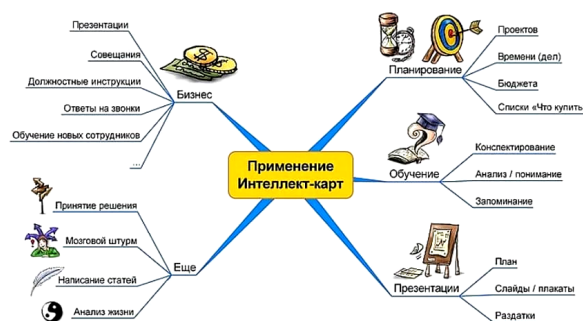 Применение
Интеллект-карт
Бизнес
Презентации
Совещания
Должностные инструкции
Ответы на звонки
Обучение новых сотрудников
...
Планирование
Проектов
Времени (дел)
Бюджета
Списки «Что купить
Обучение
Конспектирование
Анализ / понимание
Запоминание
Презентации
План
Слайды / плакаты
Раздатки
Еще
Принятие решения
Мозговой штурм
Написание статей
Анализ жизни